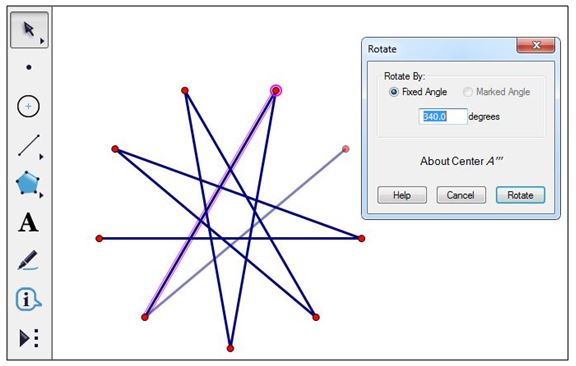 A
i
Rotate
x
Rotate By:
Fixed Angle Marked Angle
340.0 degrees
About Center A'''
Help Cancel Rotate